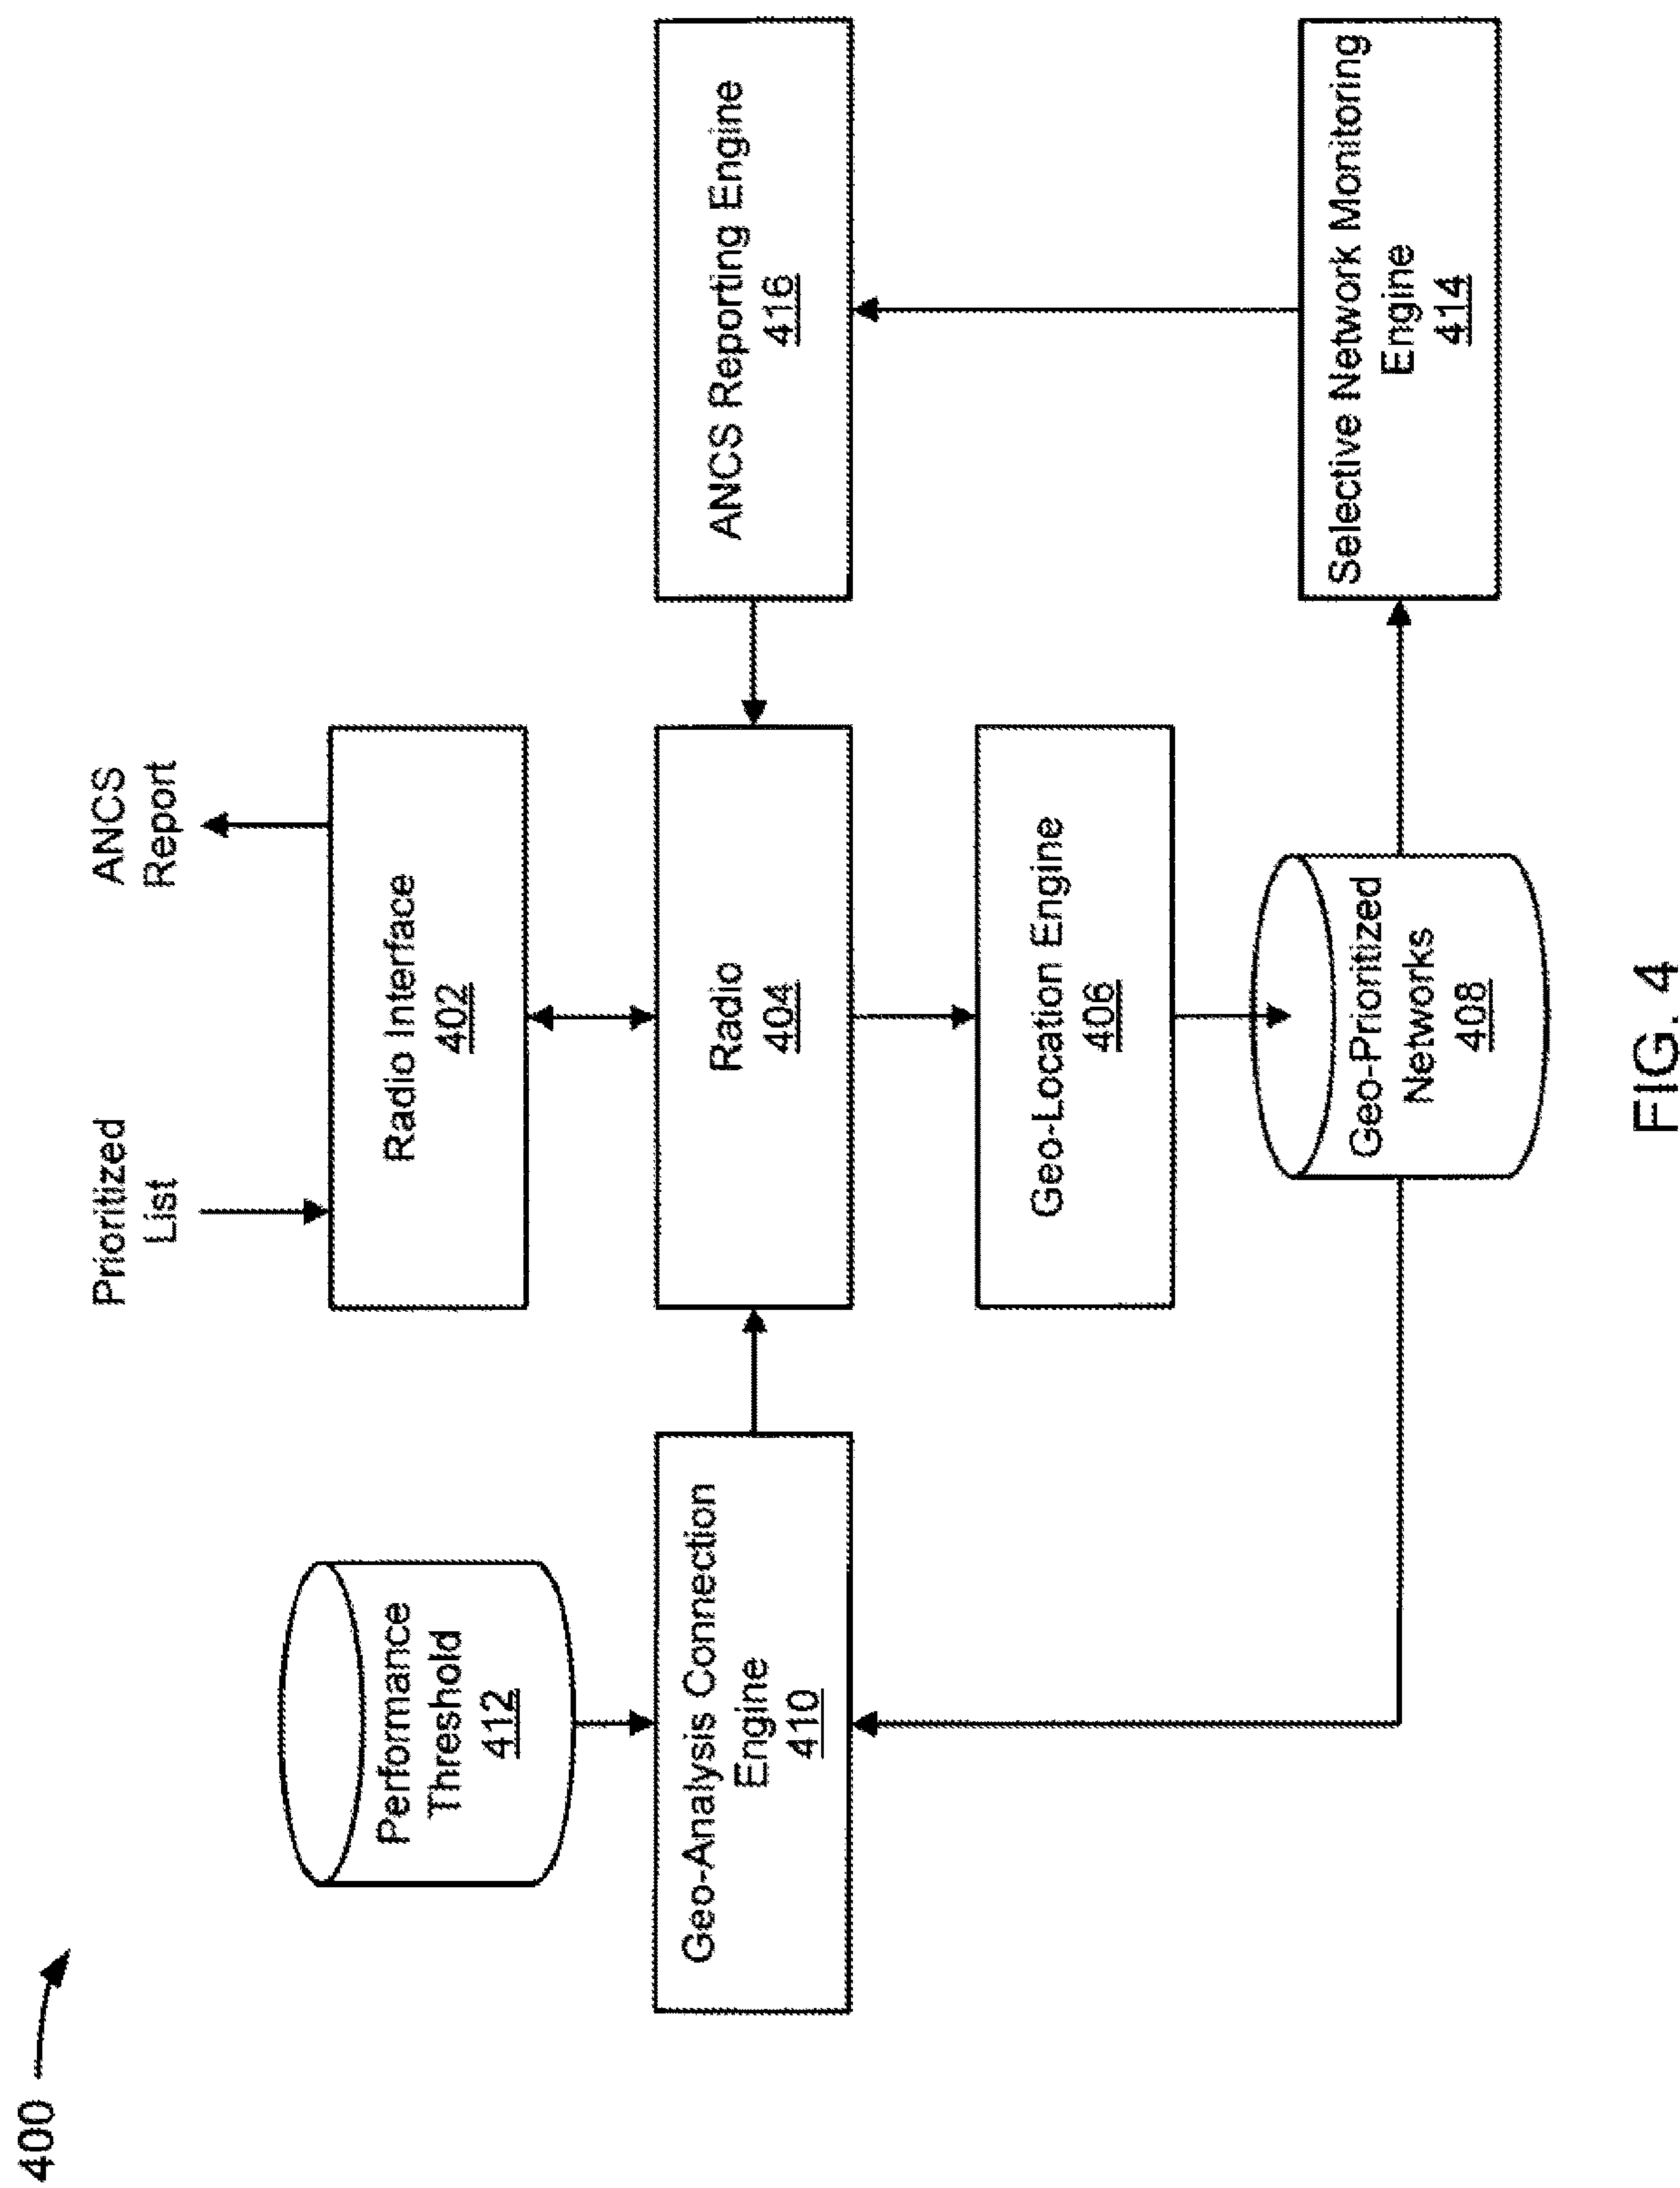 400
Prioritized
List
ANCS
Report
Perfomance
Threshold
412
Radio Interface
402
Geo-Analysis Connection
Engine
410
Radio
404
ANCS Reporting Engine
416
Geo-Location Engine
406
Geo-Prioritized
Networks
408
Selective Network Monitoring
Engine
414
FIG. 4